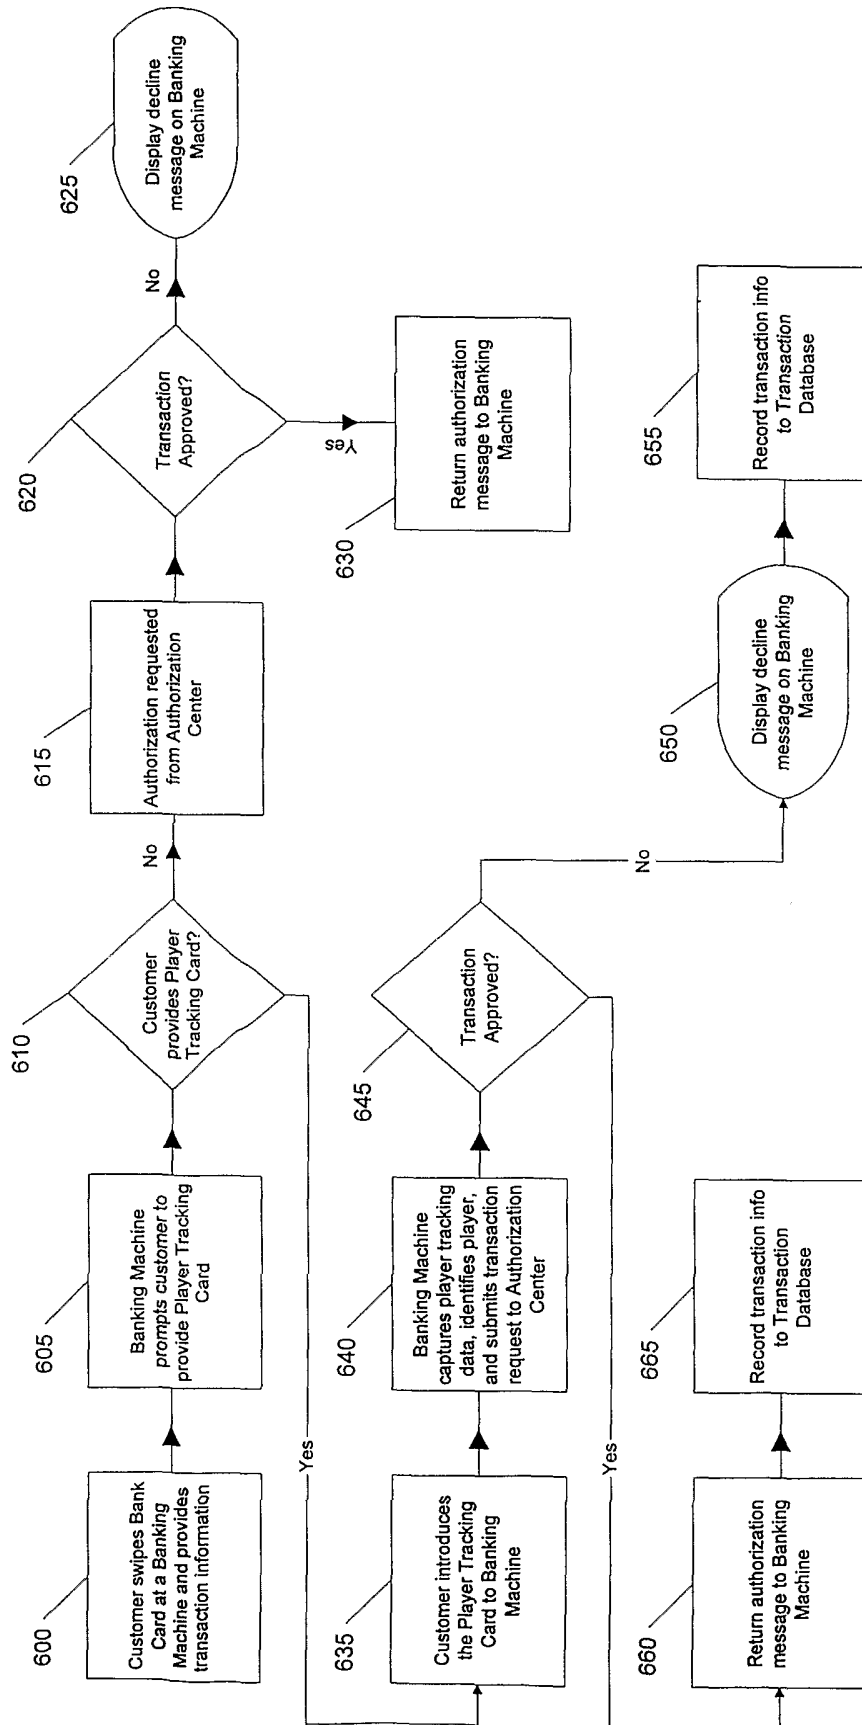 600
Customer swipes Bank
Card at a Banking
Machine and provides
transaction information
605
Banking Machine
prompts customer to
provide Player Tracking
Card
610
Customer
provides Player
Tracking Card?
No
615
Authorization requested
from Authorization
Center
620
Transaction
Approved?
No
625
Display decline
message on Banking
Machine
Yes
630
Return authorization
message to Banking
Machine
Yes
635
Customer introduces
the Player Tracking
Card to Banking
Machine
640
Banking Machine
captures player tracking
data, identifies player,
and submits transaction
request to Authorization
Center
645
Transaction
Approved?
No
650
Display decline
message on Banking
Machine
655
Record transaction info
to Transaction
Database
Yes
660
Return authorization
message to Banking
Machine
665
Record transaction info
to Transaction
Database